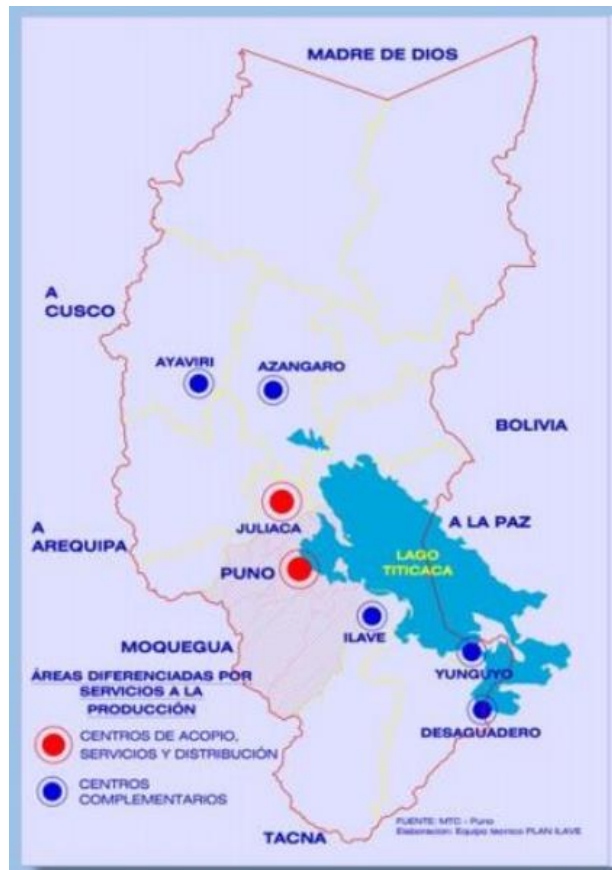 MADRE DE DIOS
A
CUSCO
AYAVIRI
AZANGARO
BOLIVIA
A
AREQUIPA
JULIACA
A LA PAZ
LAGO
TITICACA
PUNO
ILAVE
MOQUEGUA
YUNGUYO
DESAGUADERO
ÁREAS DIFERENCIADAS POR
SERVICIOS A LA
PRODUCCIÓN
CENTROS DE ACOPIO,
SERVICIOS Y DISTRIBUCIÓN
CENTROS
COMPLEMENTARIOS
TACNA
FUENTE: MTC - Puno
Elaboracion: Equipo tecnico PLAN ILAVE